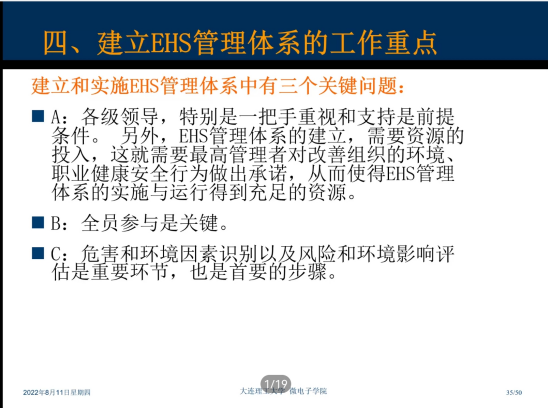 四、建立EHS管理体系的工作重点
建立和实施EHS管理体系中有三个关键问题：
A：各级领导，特别是一把手重视和支持是前提
条件。 另外，EHS管理体系的建立，需要资源的
投入，这就需要最高管理者对改善组织的环境、
职业健康安全行为做出承诺，从而使得EHS管理
体系的实施与运行得到充足的资源。
B：全员参与是关键。
C：危害和环境因素识别以及风险和环境影响评
估是重要环节，也是首要的步骤。
1/19
2022年8月11日星期四
大连理工大学 微电子学院
35/50